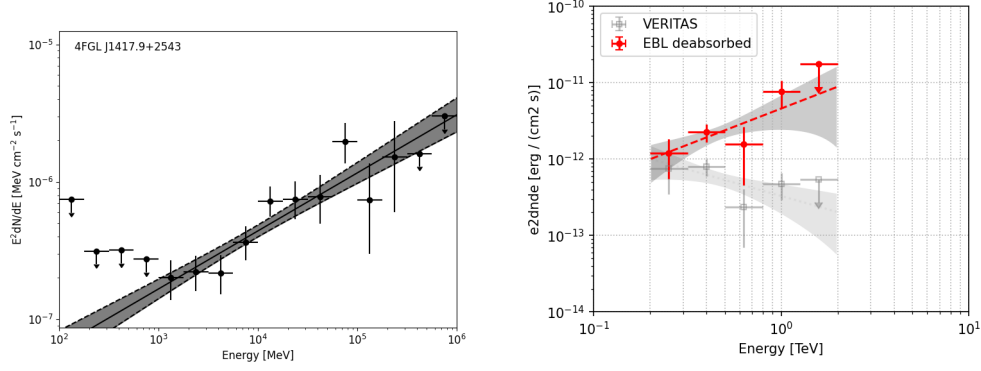 4FGL J1417.9+2543
10⁻⁵
10⁻⁶
10⁻⁷
E²dN/dE [MeV cm⁻² s⁻¹]
10² 10³ 10⁴ 10⁵ 10⁶
Energy [MeV]
VERITAS
EBL deabsorbed
10⁻¹⁰
10⁻¹¹
10⁻¹²
10⁻¹³
10⁻¹⁴
e2dnde [erg / (cm2 s)]
10⁻¹ 10⁰ 10¹
Energy [TeV]